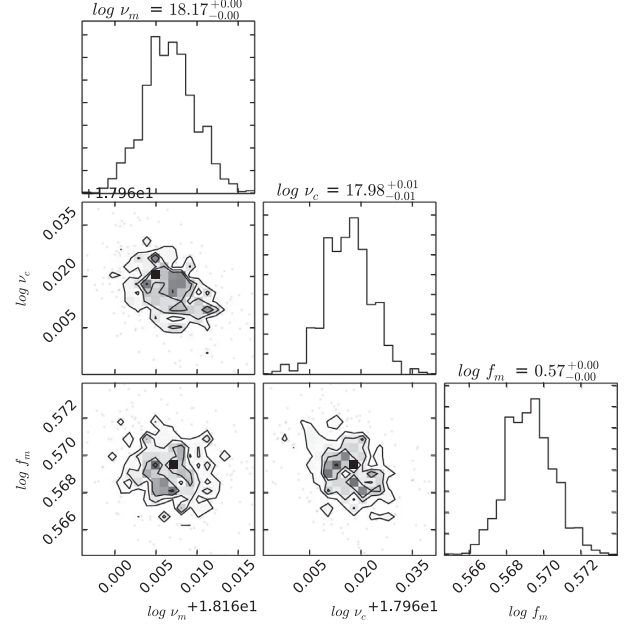 log ν_m = 18.17^{+0.00}_{-0.00}
+1.796e1
log ν_c = 17.98^{+0.01}_{-0.01}
0.035
0.020
0.005
log ν_c
log f_m = 0.57^{+0.00}_{-0.00}
0.572
0.570
0.568
0.566
log f_m
0.000 0.005 0.010 0.015 0.005 0.020 0.035 0.566 0.568 0.570 0.572
log ν_m +1.816e1 log ν_c +1.796e1 log f_m